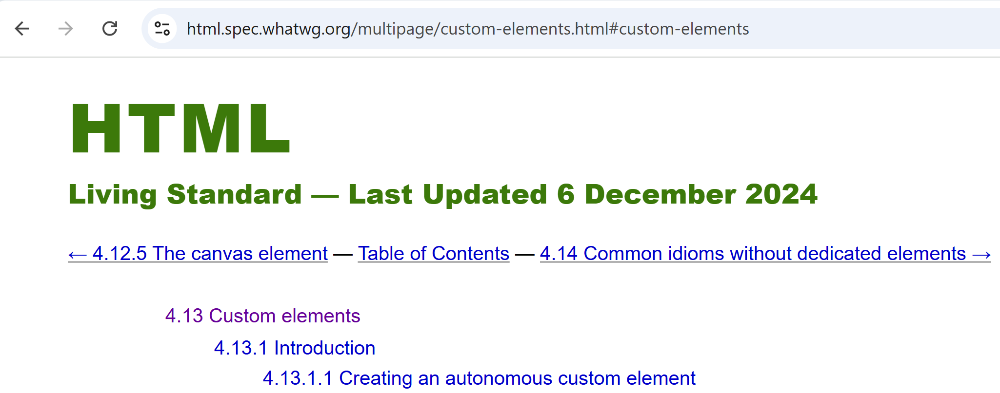 html.spec.whatwg.org/multipage/custom-elements.html#custom-elements
HTML
Living Standard — Last Updated 6 December 2024
← 4.12.5 The canvas element — Table of Contents — 4.14 Common idioms without dedicated elements →
4.13 Custom elements
4.13.1 Introduction
4.13.1.1 Creating an autonomous custom element